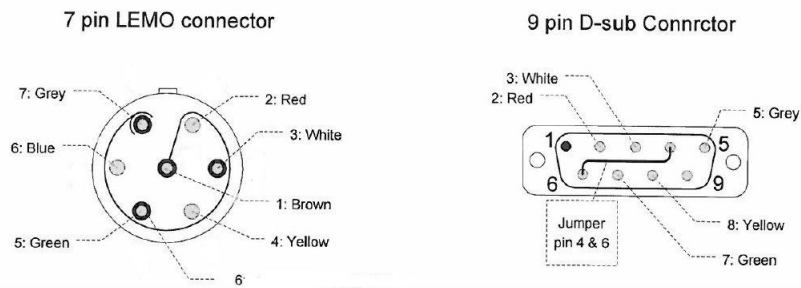 7 pin LEMO connector
9 pin D-sub Connrctor
7: Grey
2: Red
3: White
6: Blue
1: Brown
5: Green
4: Yellow
6
3: White
2: Red
5: Grey
1
5
6
9
Jumper
pin 4 & 6
8: Yellow
7: Green